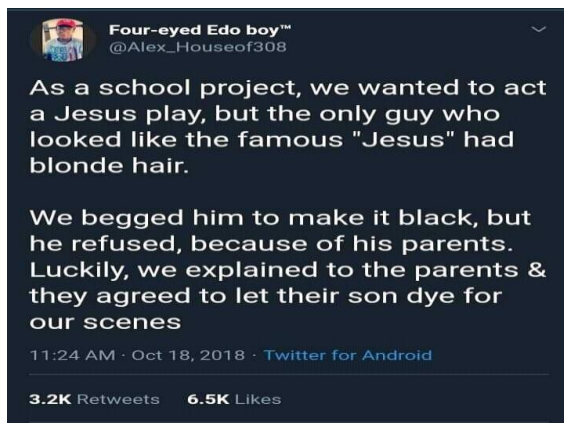 Four-eyed Edo boy™
@Alex_Houseof308
As a school project, we wanted to act
a Jesus play, but the only guy who
looked like the famous "Jesus" had
blonde hair.
We begged him to make it black, but
he refused, because of his parents.
Luckily, we explained to the parents &
they agreed to let their son dye for
our scenes
11:24 AM · Oct 18, 2018 · Twitter for Android
3.2K Retweets 6.5K Likes